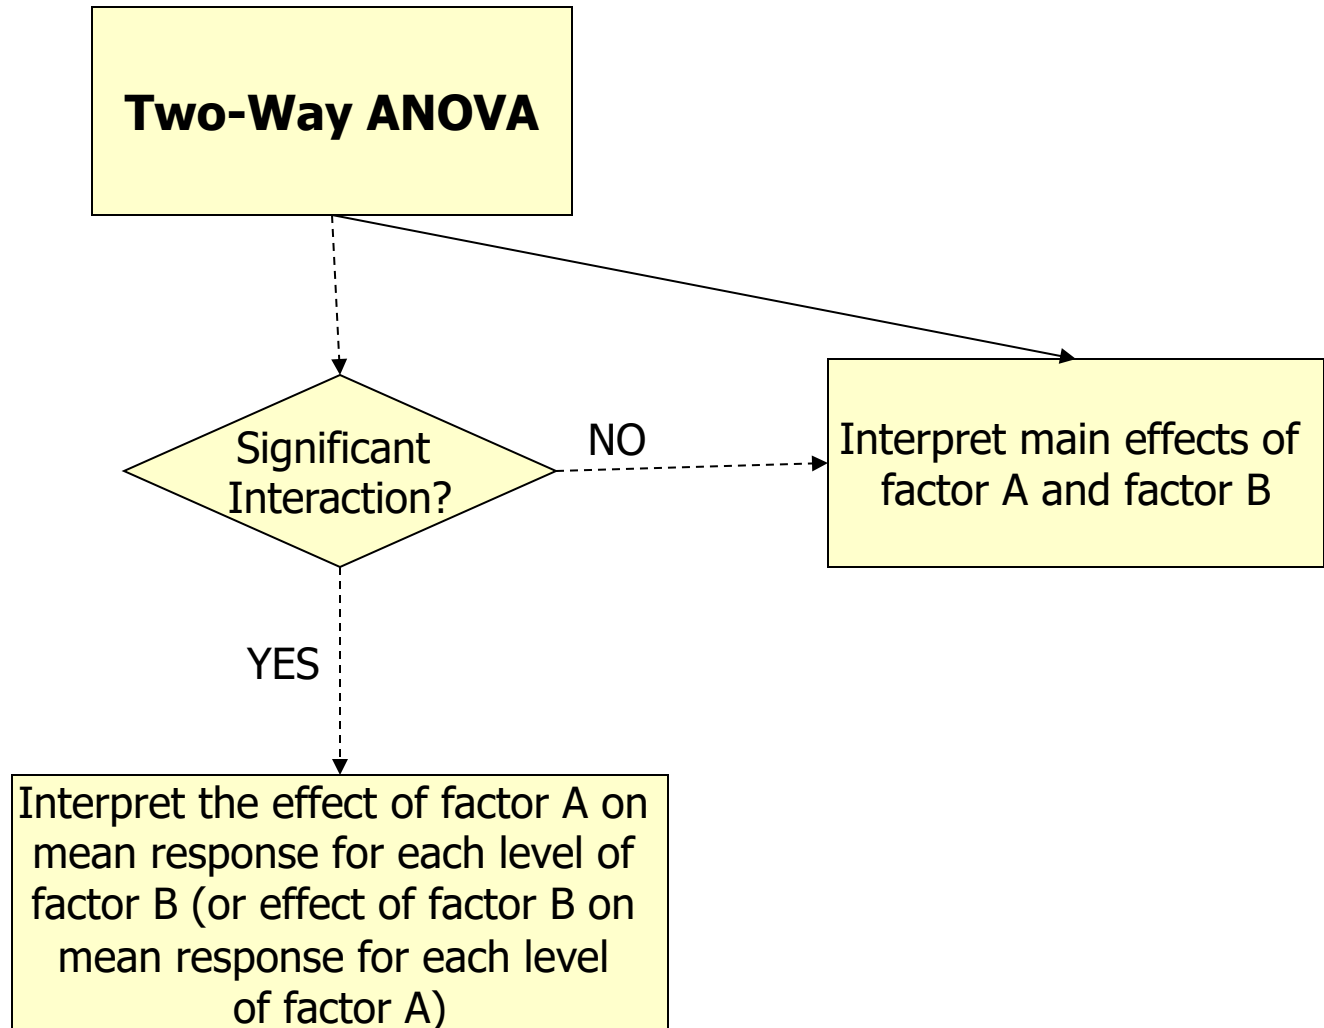 Two-Way ANOVA
Significant
Interaction?
NO
Interpret main effects of
factor A and factor B
YES
Interpret the effect of factor A on
mean response for each level of
factor B (or effect of factor B on
mean response for each level
of factor A)